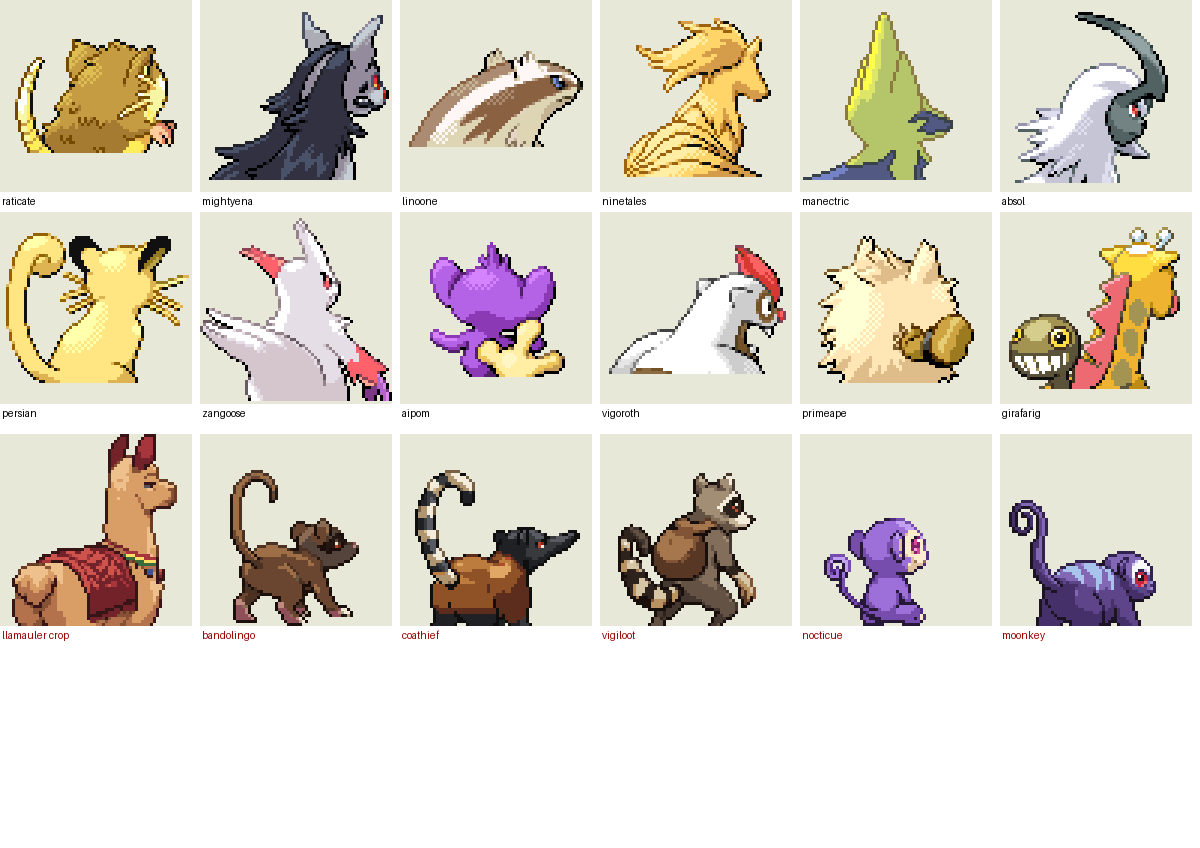 raticate
mightyena
linoone
ninetales
manectric
absol
persian
zangoose
aipom
vigoroth
primeape
girafarig
llamauler crop
bandolingo
coathief
vigiloot
nocticue
moonkey